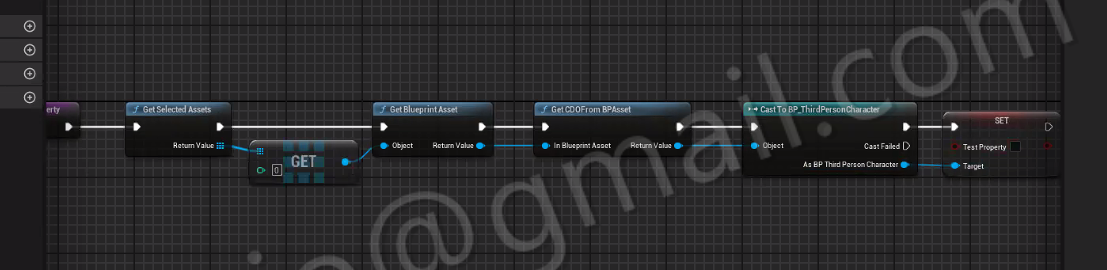 erty
Get Selected Assets
Return Value
GET
0
Get Blueprint Asset
Object
Return Value
Get CDOFrom BPAsset
In Blueprint Asset
Return Value
Cast To BP_ThirdPersonCharacter
Object
Cast Failed
As BP Third Person Character
SET
Test Property
Target
@gmail.com